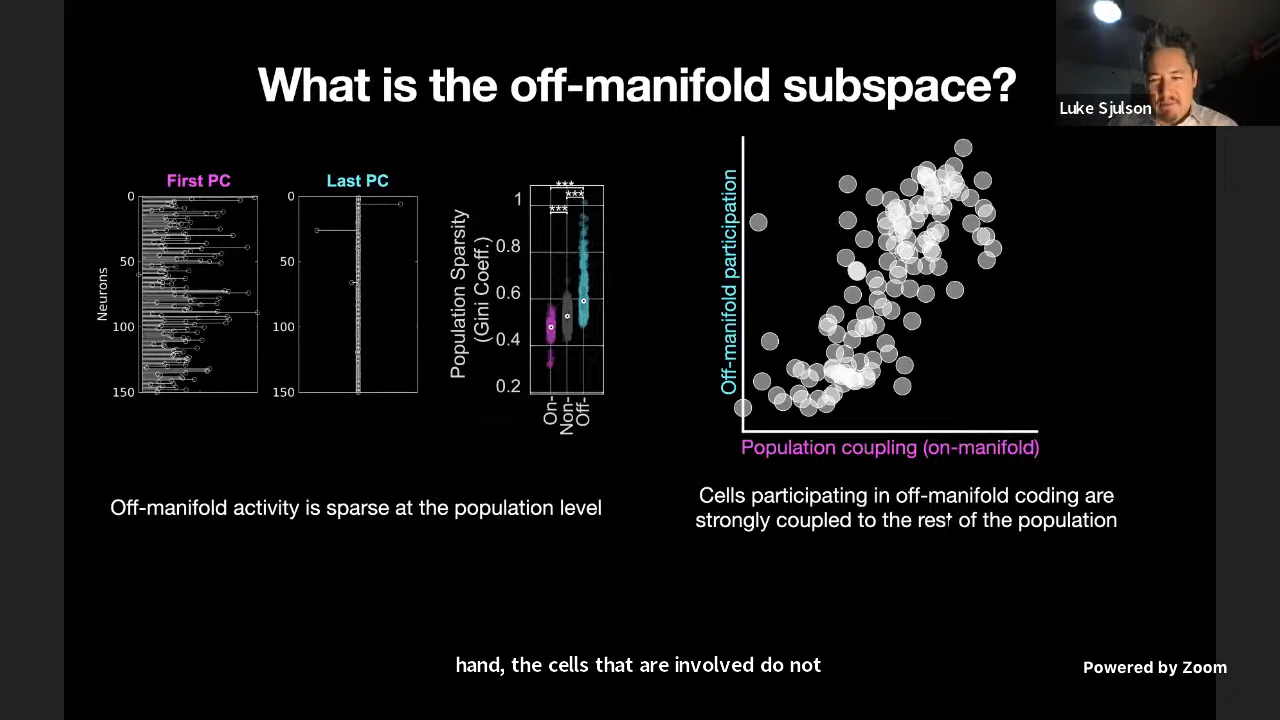 What is the off-manifold subspace?
Luke Sjulson
First PC
Last PC
Neurons
0
50
100
150
0
50
100
150
Population Sparsity
(Gini Coeff.)
1
0.8
0.6
0.4
0.2
***
***
***
On-
Non-
Off-
Off-manifold participation
Population coupling (on-manifold)
Off-manifold activity is sparse at the population level
Cells participating in off-manifold coding are
strongly coupled to the rest of the population
hand, the cells that are involved do not
Powered by Zoom